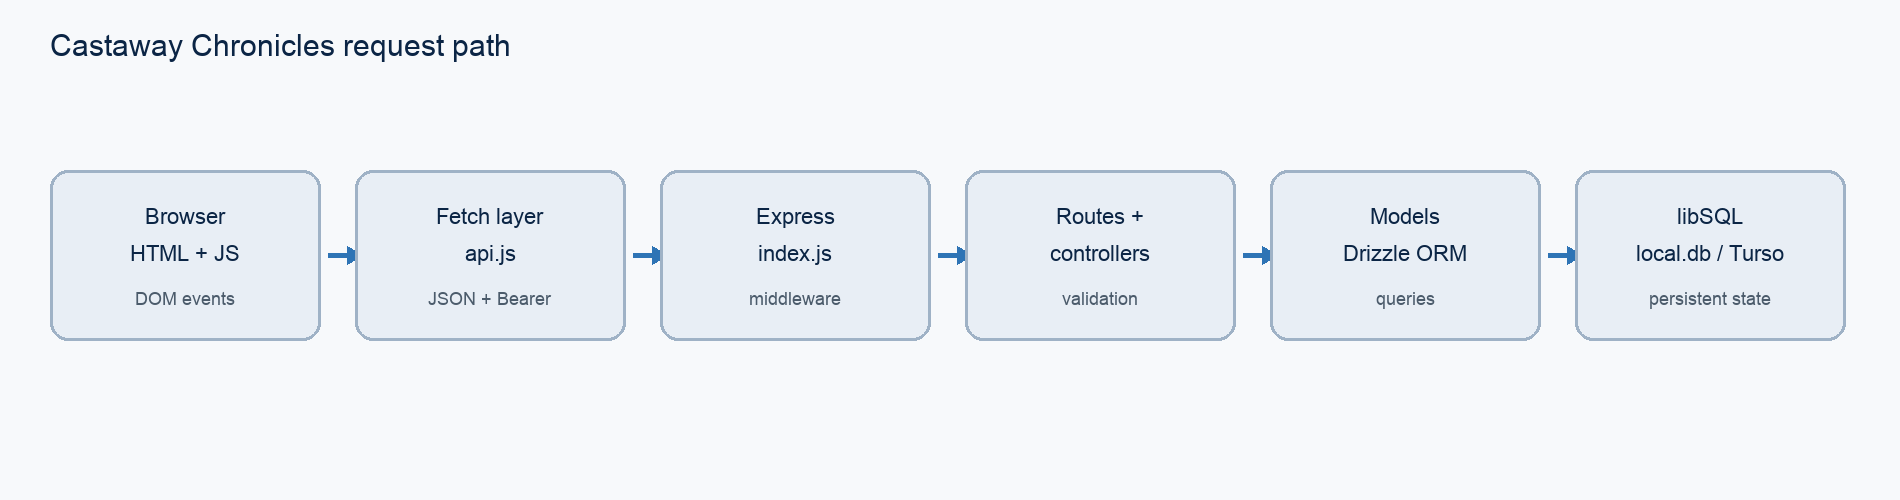 Castaway Chronicles request path
Browser
HTML + JS
DOM events
Fetch layer
api.js
JSON + Bearer
Express
index.js
middleware
Routes +
controllers
validation
Models
Drizzle ORM
queries
libSQL
local.db / Turso
persistent state